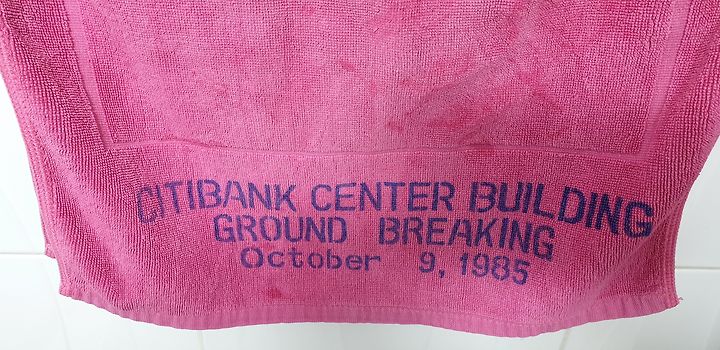 CITIBANK CENTER BUILDING
GROUND BREAKING
October 9, 1985